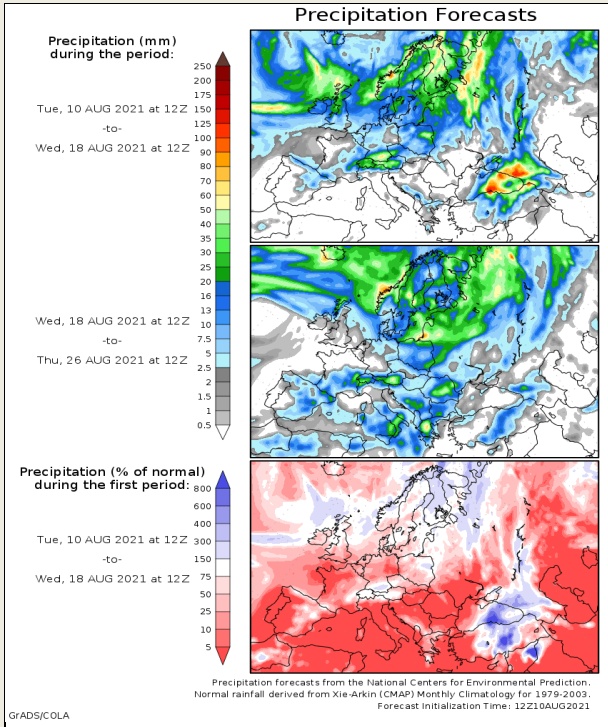 Precipitation Forecasts
Precipitation (mm)
during the period:
Tue, 10 AUG 2021 at 12Z
-to-
Wed, 18 AUG 2021 at 12Z
250
200
175
150
125
100
90
80
70
60
50
40
35
30
25
20
16
13
10
7.5
5
2.5
2
1.5
1
0.5
Wed, 18 AUG 2021 at 12Z
-to-
Thu, 26 AUG 2021 at 12Z
Precipitation (% of normal)
during the first period:
Tue, 10 AUG 2021 at 12Z
-to-
Wed, 18 AUG 2021 at 12Z
800
600
400
300
150
75
50
25
10
5
Precipitation forecasts from the National Centers for Environmental Prediction.
Normal rainfall derived from Xie-Arkin (CMAP) Monthly Climatology for 1979-2003.
Forecast Initialization Time: 12Z10AUG2021
GrADS/COLA